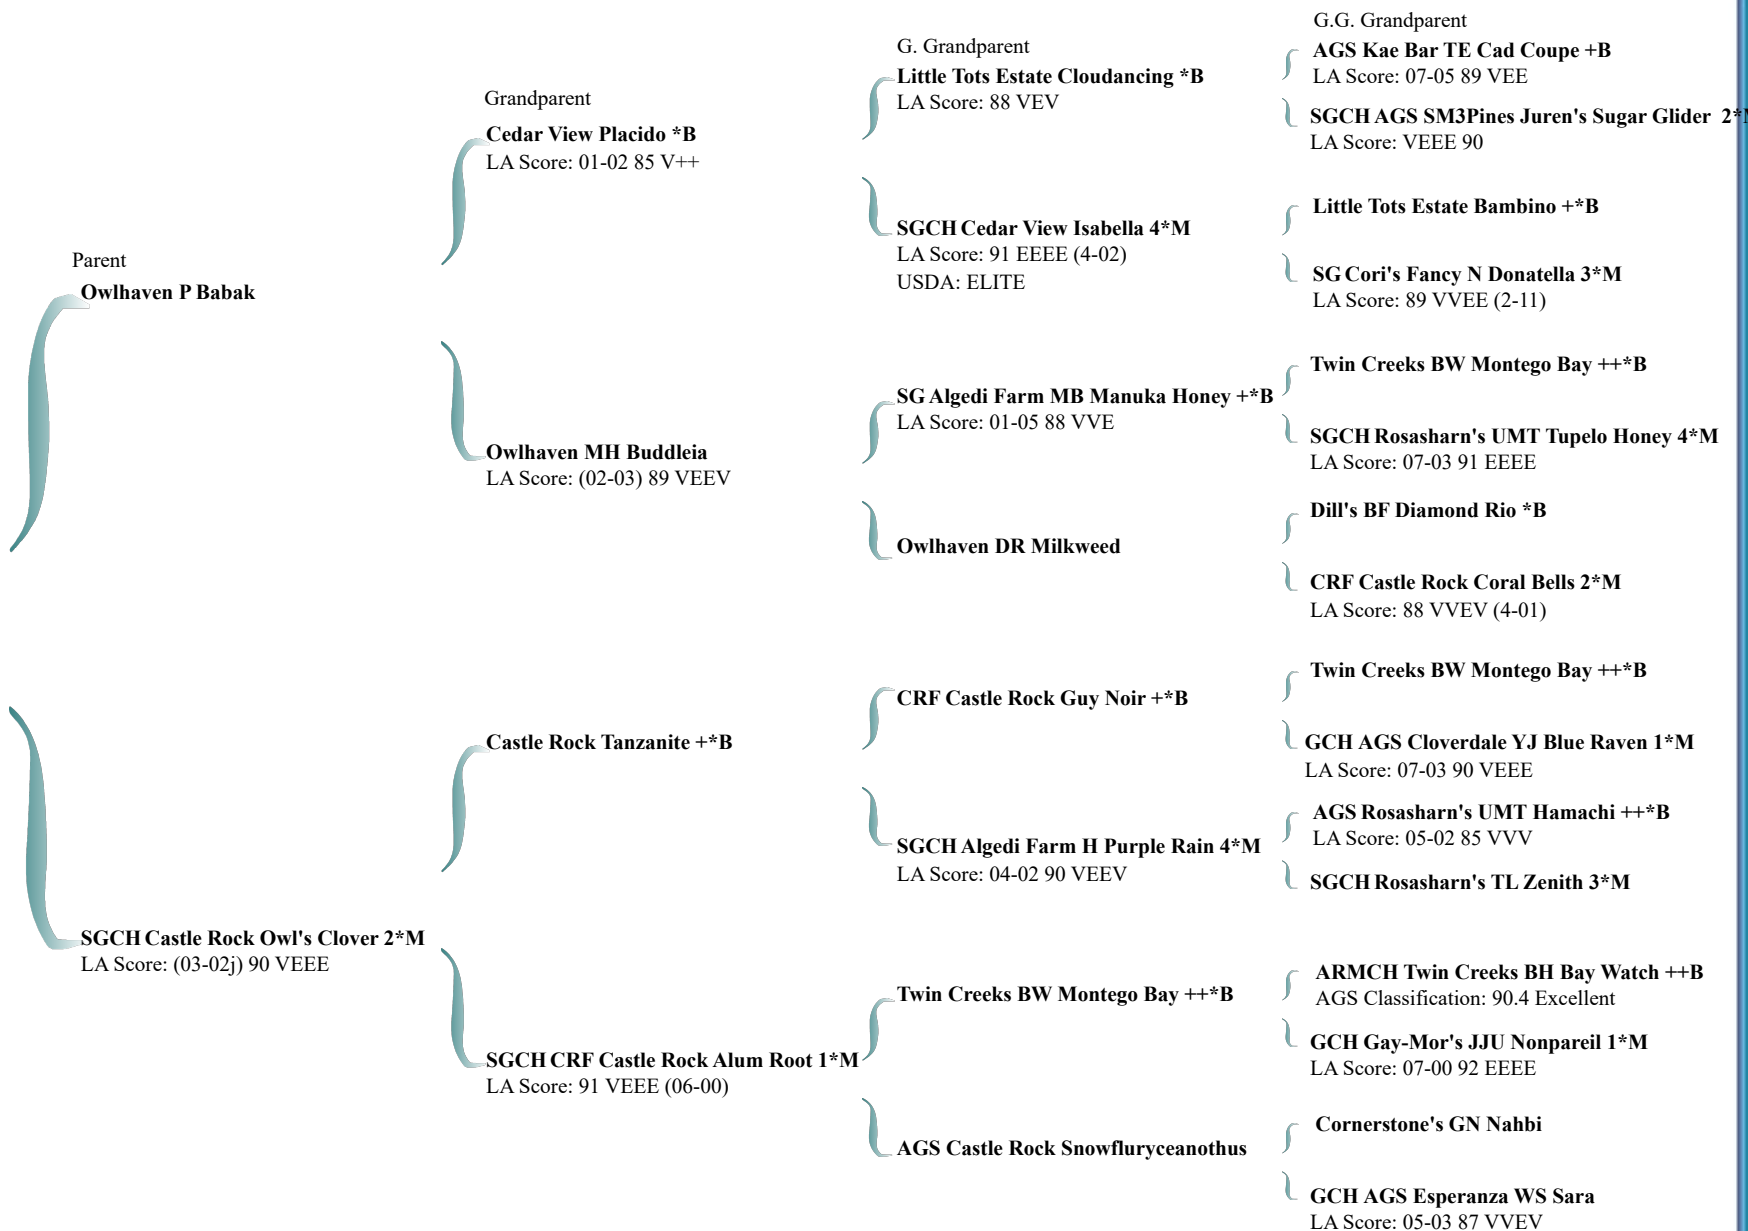 Parent
Owlhaven P Babak
SGCH Castle Rock Owl's Clover 2*M
LA Score: (03-02j) 90 VEEE
Grandparent
Cedar View Placido *B
LA Score: 01-02 85 V++
Owlhaven MH Buddleia
LA Score: (02-03) 89 VEEV
Castle Rock Tanzanite +*B
SGCH CRF Castle Rock Alum Root 1*M
LA Score: 91 VEEE (06-00)
G. Grandparent
Little Tots Estate Cloudancing *B
LA Score: 88 VEV
SGCH Cedar View Isabella 4*M
LA Score: 91 EEEE (4-02)
USDA: ELITE
SG Algedi Farm MB Manuka Honey +*B
LA Score: 01-05 88 VVE
Owlhaven DR Milkweed
CRF Castle Rock Guy Noir +*B
SGCH Algedi Farm H Purple Rain 4*M
LA Score: 04-02 90 VEEV
Twin Creeks BW Montego Bay ++*B
AGS Castle Rock Snowfluryceanothus
G.G. Grandparent
AGS Kae Bar TE Cad Coupe +B
LA Score: 07-05 89 VEE
SGCH AGS SM3Pines Juren's Sugar Glider 2*
LA Score: VEEE 90
Little Tots Estate Bambino +*B
SG Cori's Fancy N Donatella 3*M
LA Score: 89 VVEE (2-11)
Twin Creeks BW Montego Bay ++*B
SGCH Rosasharn's UMT Tupelo Honey 4*M
LA Score: 07-03 91 EEEE
Dill's BF Diamond Rio *B
CRF Castle Rock Coral Bells 2*M
LA Score: 88 VVEV (4-01)
Twin Creeks BW Montego Bay ++*B
GCH AGS Cloverdale YJ Blue Raven 1*M
LA Score: 07-03 90 VEEE
AGS Rosasharn's UMT Hamachi ++*B
LA Score: 05-02 85 VVV
SGCH Rosasharn's TL Zenith 3*M
ARMCH Twin Creeks BH Bay Watch ++B
AGS Classification: 90.4 Excellent
GCH Gay-Mor's JJU Nonpareil 1*M
LA Score: 07-00 92 EEEE
Cornerstone's GN Nahbi
GCH AGS Esperanza WS Sara
LA Score: 05-03 87 VVEV